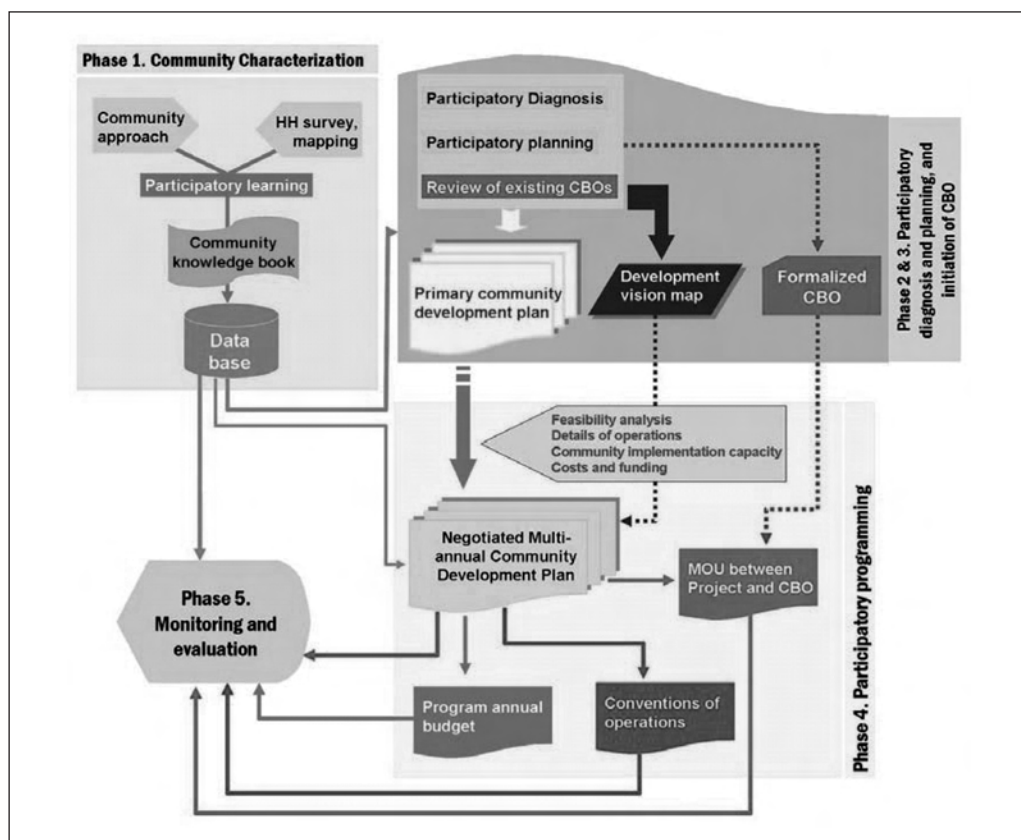 Phase 1. Community Characterization
Community
approach
HH survey,
mapping
Participatory learning
Community
knowledge book
Data
base
Participatory Diagnosis
Participatory planning
Review of existing CBOs
Primary community
development plan
Development
vision map
Formalized
CBO
Phase 2 & 3. Participatory
diagnosis and planning, and
initiation of CBO
Feasibility analysis
Details of operations
Community implementation capacity
Costs and funding
Negotiated Multi-
annual Community
Development Plan
MOU between
Project and CBO
Phase 5.
Monitoring and
evaluation
Program annual
budget
Conventions of
operations
Phase 4. Participatory programming